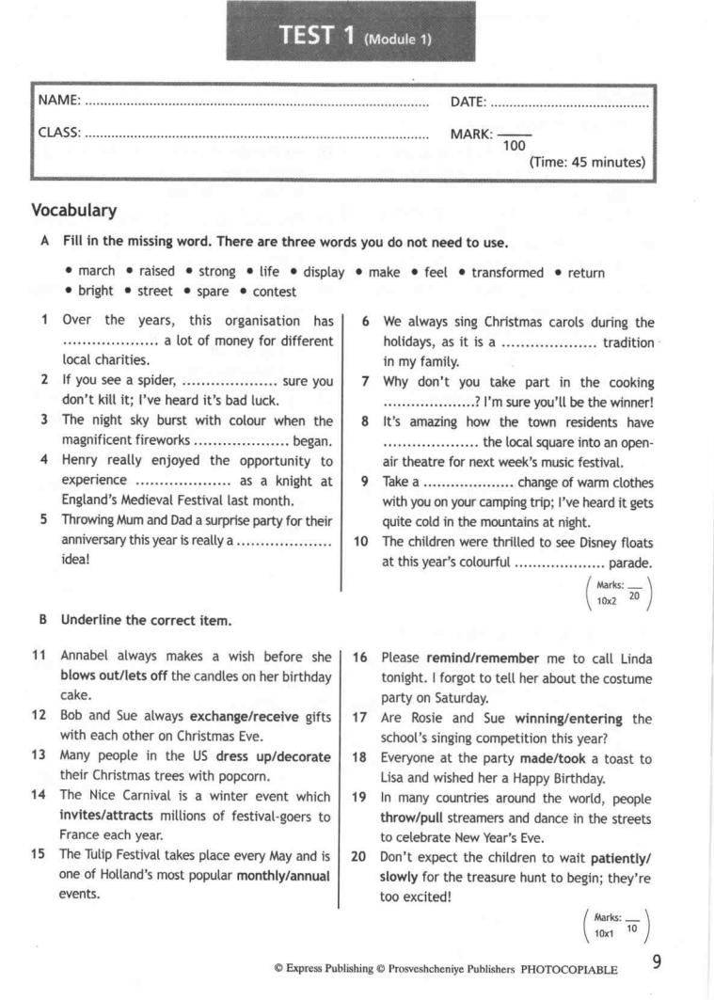 TEST 1 (Module 1)
NAME: ........................................................................
DATE: ........................................
CLASS: ........................................................................
MARK: ——
100
(Time: 45 minutes)
Vocabulary
A Fill in the missing word. There are three words you do not need to use.
• march • raised • strong • life • display • make • feel • transformed • return
• bright • street • spare • contest
1 Over the years, this organisation has
.................... a lot of money for different
local charities.
2 If you see a spider, .................... sure you
don't kill it; I've heard it's bad luck.
3 The night sky burst with colour when the
magnificent fireworks .................... began.
4 Henry really enjoyed the opportunity to
experience .................... as a knight at
England's Medieval Festival last month.
5 Throwing Mum and Dad a surprise party for their
anniversary this year is really a ....................
idea!
6 We always sing Christmas carols during the
holidays, as it is a .................... tradition
in my family.
7 Why don't you take part in the cooking
....................? I'm sure you'll be the winner!
8 It's amazing how the town residents have
.................... the local square into an open-
air theatre for next week's music festival.
9 Take a .................... change of warm clothes
with you on your camping trip; I've heard it gets
quite cold in the mountains at night.
10 The children were thrilled to see Disney floats
at this year's colourful .................... parade.
Marks: __
10x2 20
B Underline the correct item.
11 Annabel always makes a wish before she
blows out/lets off the candles on her birthday
cake.
12 Bob and Sue always exchange/receive gifts
with each other on Christmas Eve.
13 Many people in the US dress up/decorate
their Christmas trees with popcorn.
14 The Nice Carnival is a winter event which
invites/attracts millions of festival-goers to
France each year.
15 The Tulip Festival takes place every May and is
one of Holland's most popular monthly/annual
events.
16 Please remind/remember me to call Linda
tonight. I forgot to tell her about the costume
party on Saturday.
17 Are Rosie and Sue winning/entering the
school's singing competition this year?
18 Everyone at the party made/took a toast to
Lisa and wished her a Happy Birthday.
19 In many countries around the world, people
throw/pull streamers and dance in the streets
to celebrate New Year's Eve.
20 Don't expect the children to wait patiently/
slowly for the treasure hunt to begin; they're
too excited!
Marks: __
10x1 10
© Express Publishing © Prosveshcheniye Publishers PHOTOCOPIABLE
9